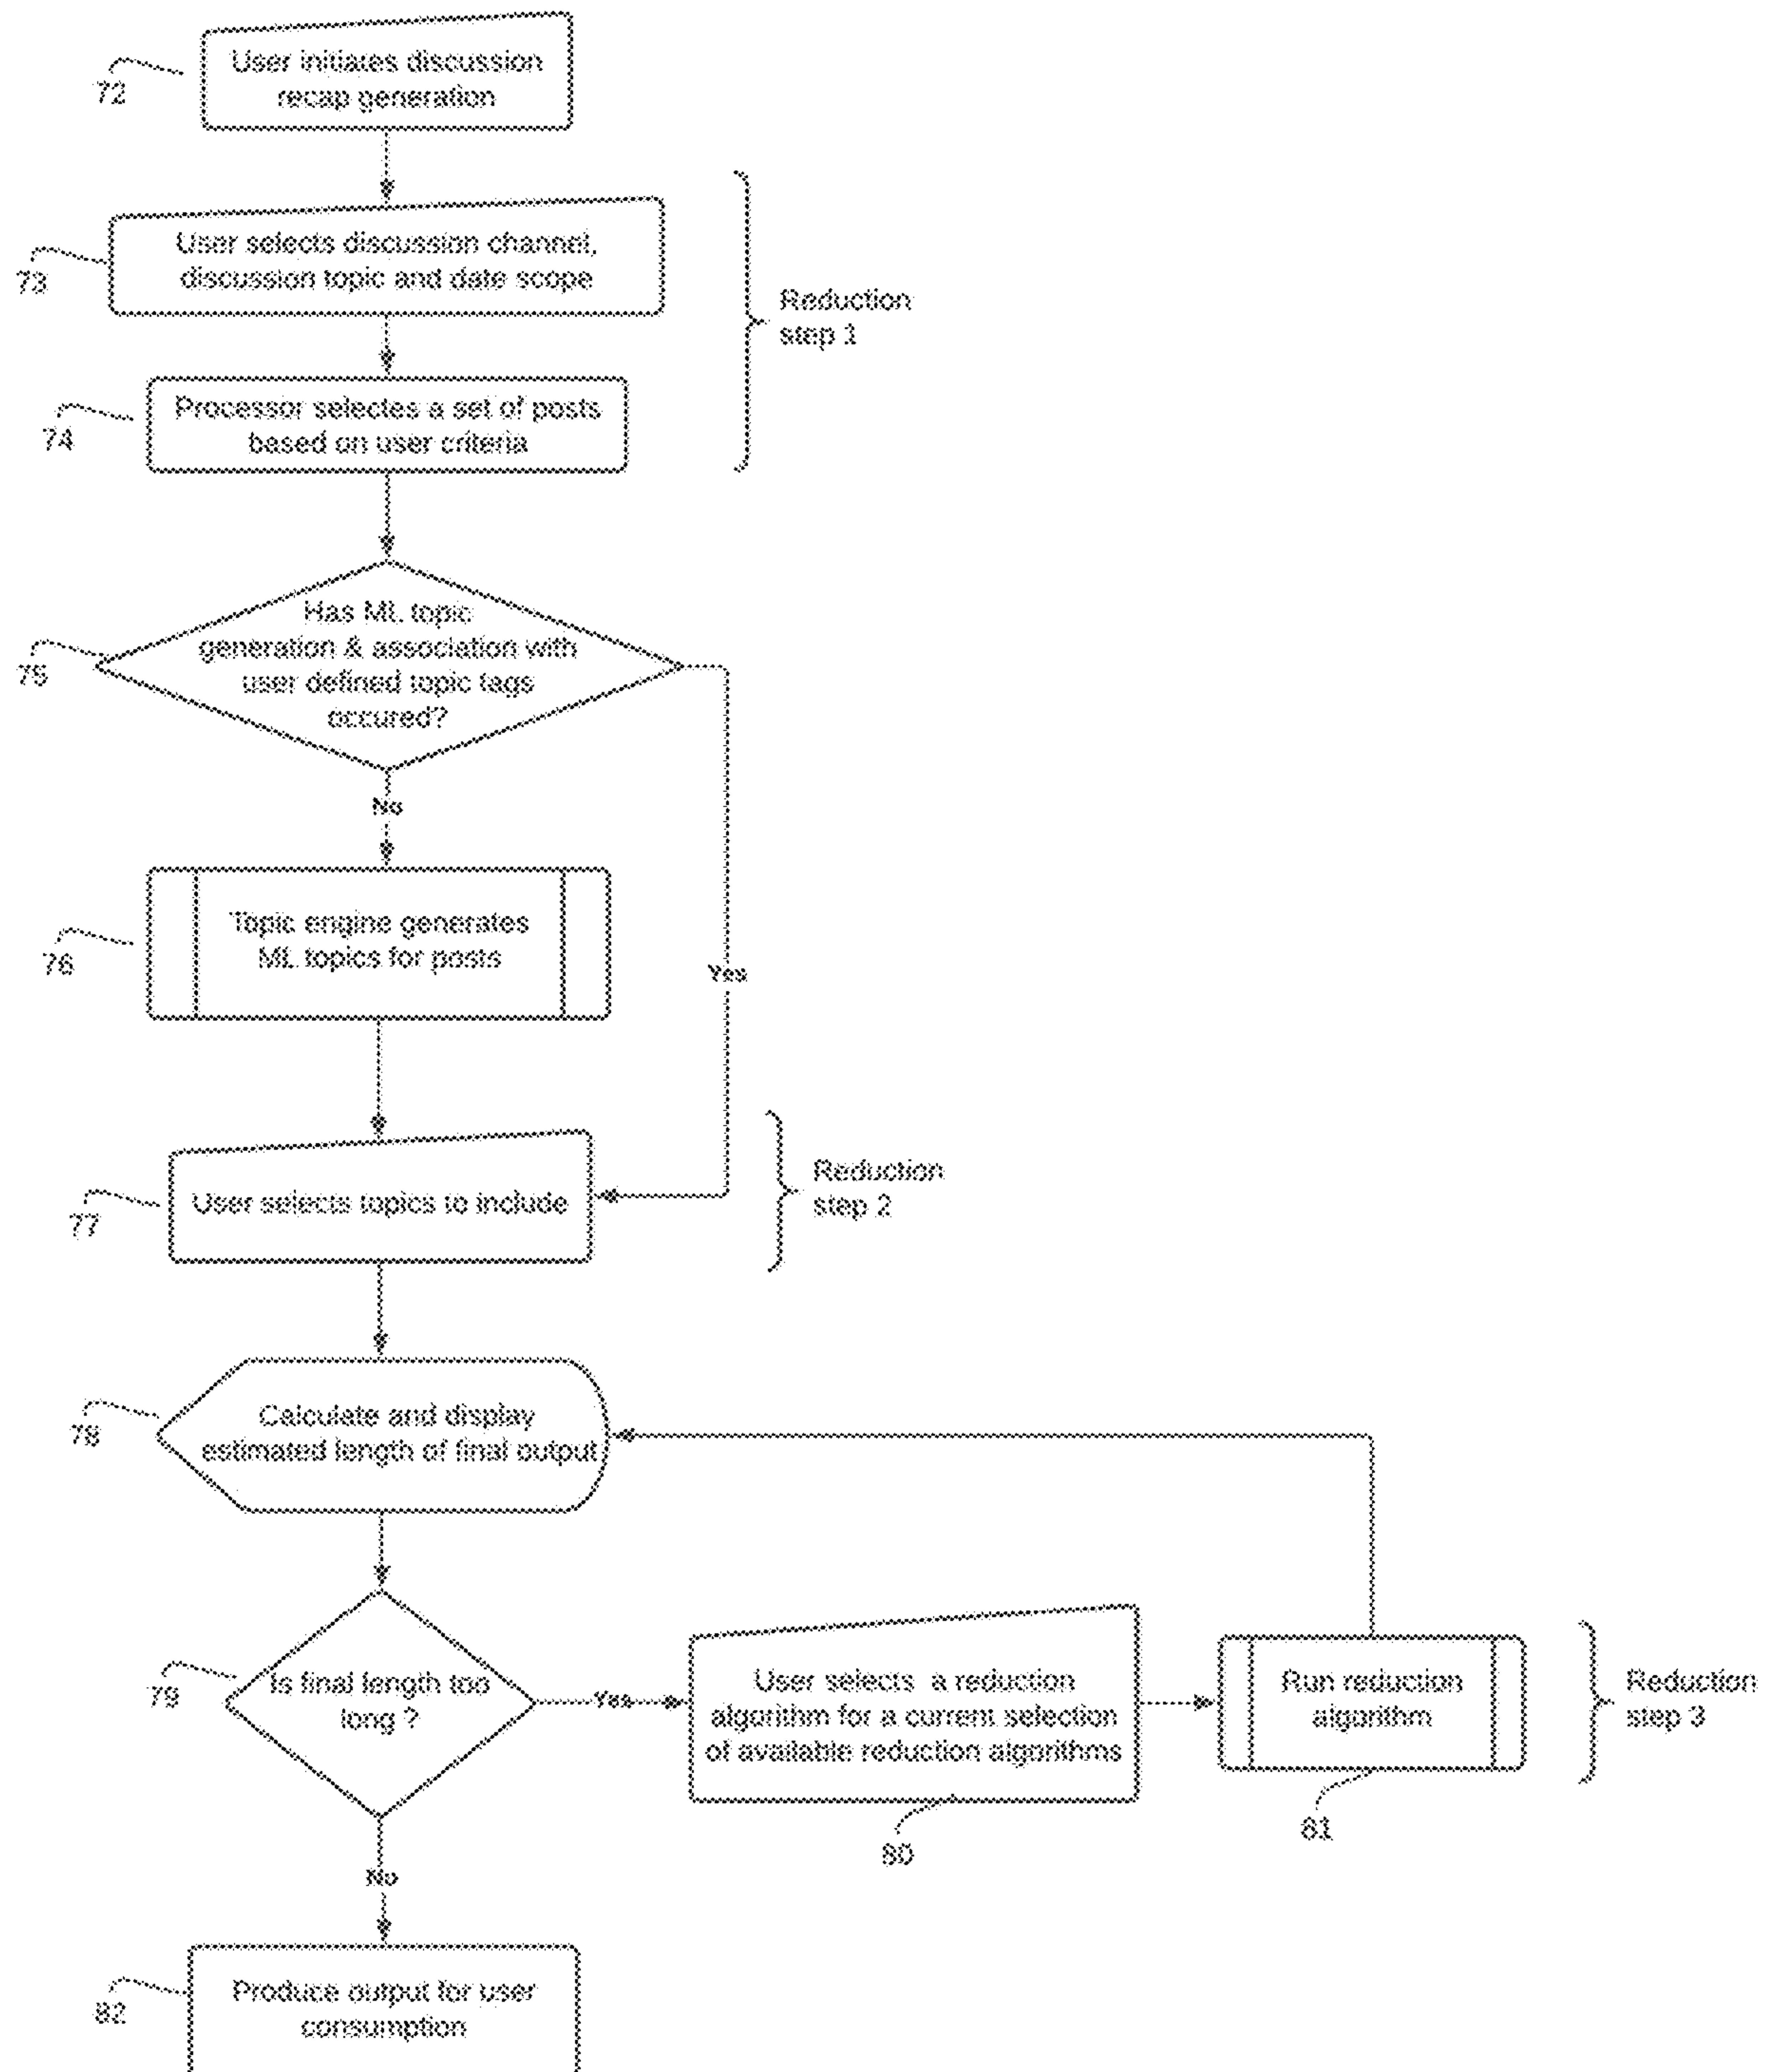 User initiates discussion
recap generation
72
User selects discussion channel,
discussion topic and date scope
73
Reduction
step 1
Processor selectes a set of posts
based on user criteria
74
Has ML topic
generation & association with
user defined topic tags
occured?
75
No
Topic engine generates
ML topics for posts
76
Yes
User selects topics to include
77
Reduction
step 2
Calculate and display
estimated length of final output
78
Is final length too
long ?
79
Yes
User selects a reduction
algorithm for a current selection
of available reduction algorithms
80
Run reduction
algorithm
81
Reduction
step 3
No
Produce output for user
consumption
82